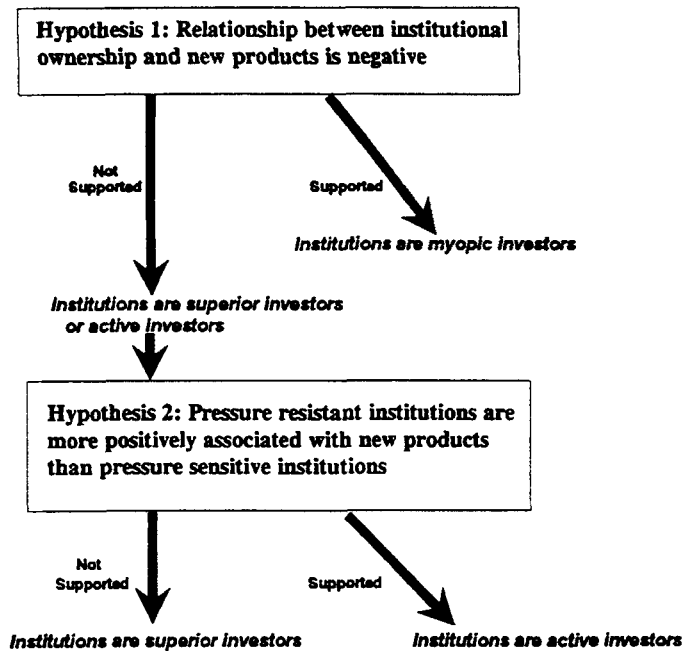 Hypothesis 1: Relationship between institutional
ownership and new products is negative
Not
Supported
Supported
Institutions are myopic investors
Institutions are superior investors
or active investors
Hypothesis 2: Pressure resistant institutions are
more positively associated with new products
than pressure sensitive institutions
Not
Supported
Supported
Institutions are superior investors
Institutions are active investors